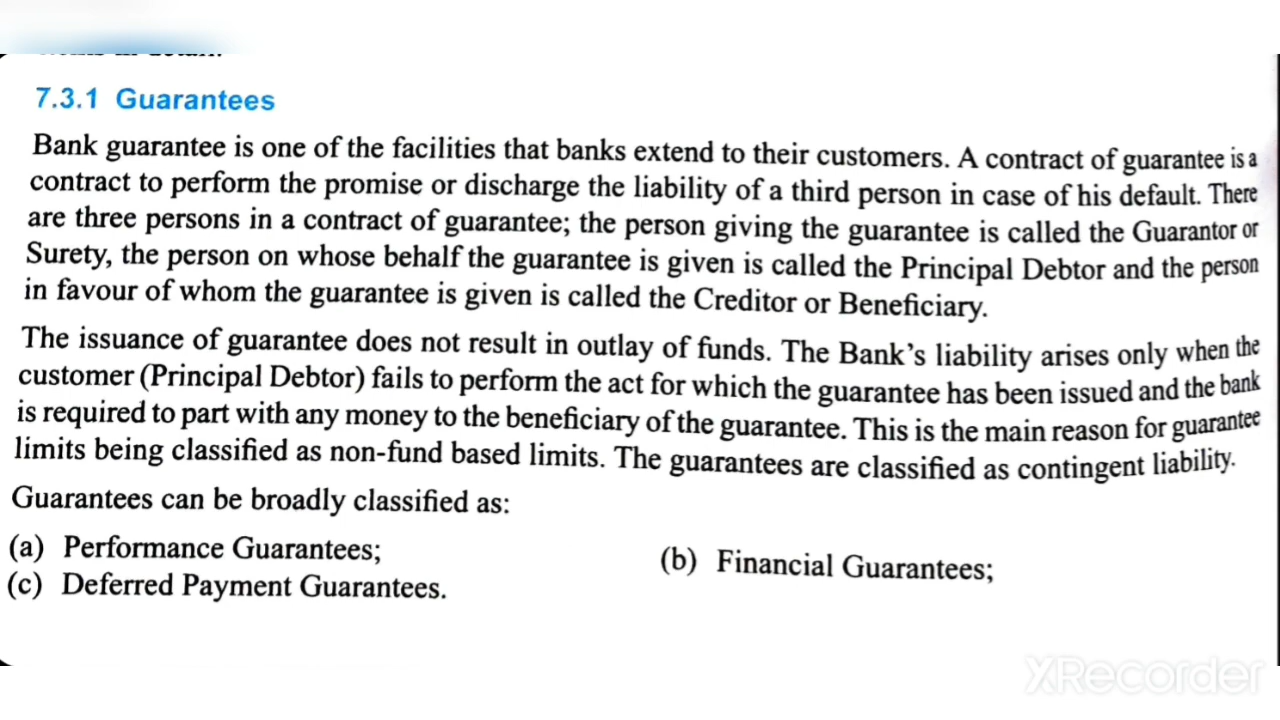 7.3.1 Guarantees
Bank guarantee is one of the facilities that banks extend to their customers. A contract of guarantee is a
contract to perform the promise or discharge the liability of a third person in case of his default. There
are three persons in a contract of guarantee; the person giving the guarantee is called the Guarantor or
Surety, the person on whose behalf the guarantee is given is called the Principal Debtor and the person
in favour of whom the guarantee is given is called the Creditor or Beneficiary.
The issuance of guarantee does not result in outlay of funds. The Bank's liability arises only when the
customer (Principal Debtor) fails to perform the act for which the guarantee has been issued and the bank
is required to part with any money to the beneficiary of the guarantee. This is the main reason for guarantee
limits being classified as non-fund based limits. The guarantees are classified as contingent liability.
Guarantees can be broadly classified as:
(a) Performance Guarantees;
(b) Financial Guarantees;
(c) Deferred Payment Guarantees.
XRecorder